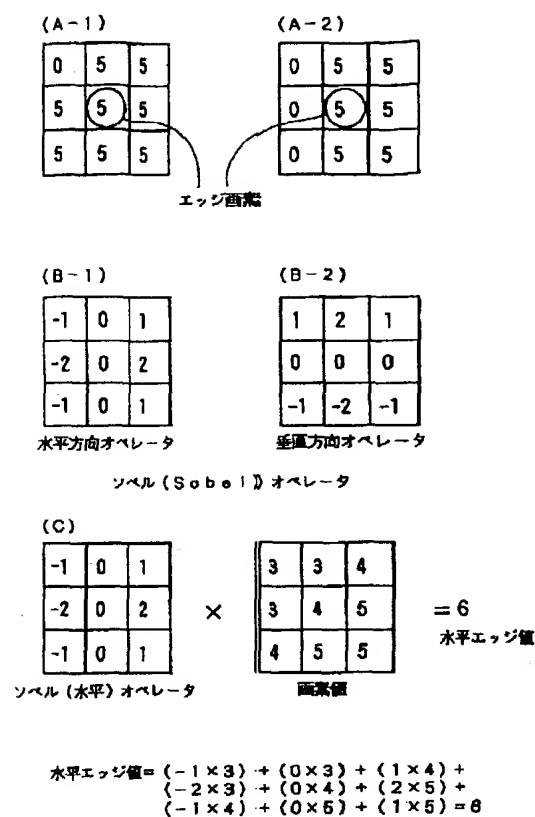 (A-1)
0 5 5
5 5 5
5 5 5
(A-2)
0 5 5
0 5 5
0 5 5
エッジ画素
(B-1)
-1 0 1
-2 0 2
-1 0 1
水平方向オペレータ
(B-2)
1 2 1
0 0 0
-1 -2 -1
垂直方向オペレータ
ソベル(Sobel))オペレータ
(C)
-1 0 1
-2 0 2
-1 0 1
ソベル(水平)オペレータ
×
3 3 4
3 4 5
4 5 5
画素値
=6
水平エッジ値
水平エッジ値=(-1×3)+(0×3)+(1×4)+
(-2×3)+(0×4)+(2×5)+
(-1×4)+(0×5)+(1×5)=6